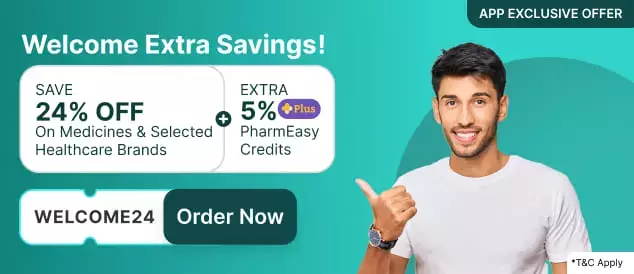 APP EXCLUSIVE OFFER
Welcome Extra Savings!
SAVE
24% OFF
On Medicines & Selected
Healthcare Brands
+
EXTRA
5% Plus
PharmEasy
Credits
WELCOME24
Order Now
*T&C Apply